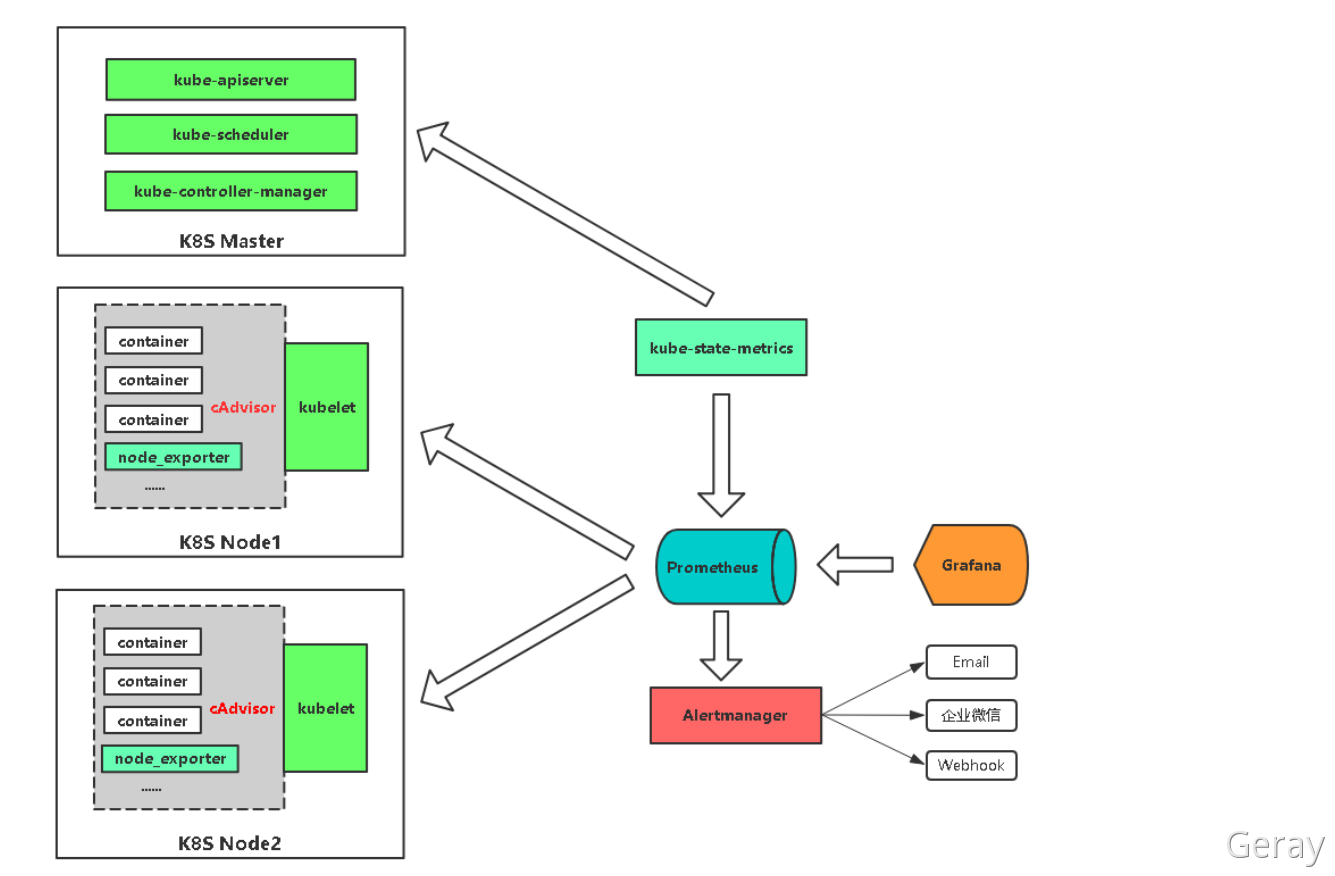 kube-apiserver
kube-scheduler
kube-controller-manager
K8S Master
container
container
container
cAdvisor
kubelet
node_exporter
......
K8S Node1
container
container
container
cAdvisor
kubelet
node_exporter
......
K8S Node2
kube-state-metrics
Prometheus
Grafana
Alertmanager
Email
企业微信
Webhook
Geray